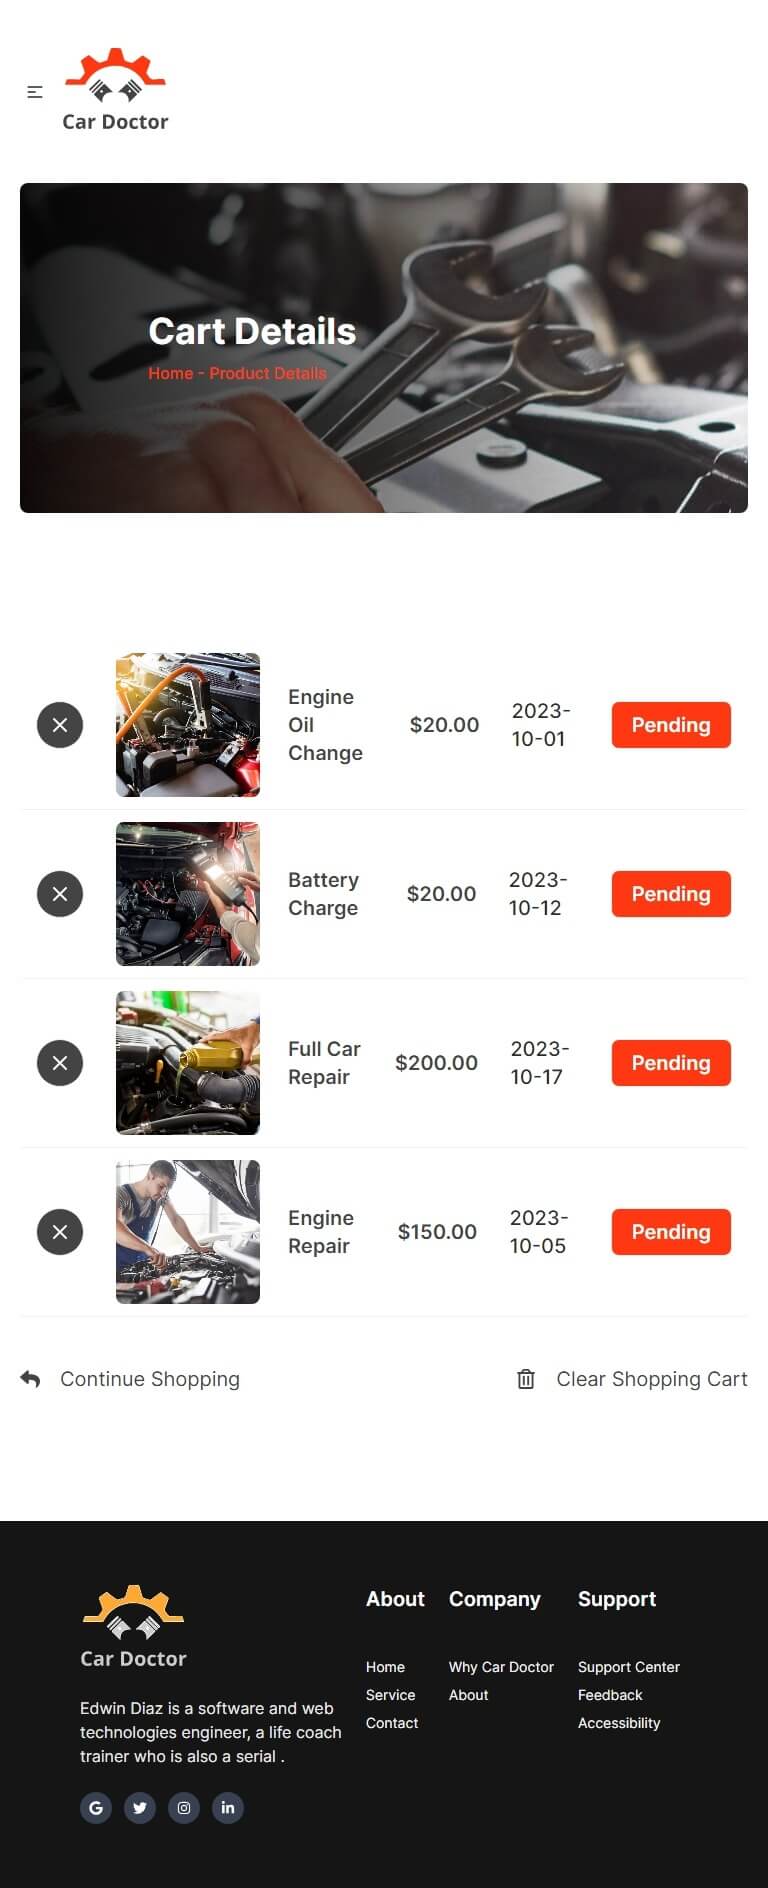 Car Doctor
Cart Details
Home - Product Details
Engine
Oil
Change
$20.00
2023-
10-01
Pending
Battery
Charge
$20.00
2023-
10-12
Pending
Full Car
Repair
$200.00
2023-
10-17
Pending
Engine
Repair
$150.00
2023-
10-05
Pending
Continue Shopping
Clear Shopping Cart
Car Doctor
Edwin Diaz is a software and web
technologies engineer, a life coach
trainer who is also a serial .
About
Home
Service
Contact
Company
Why Car Doctor
About
Support
Support Center
Feedback
Accessibility